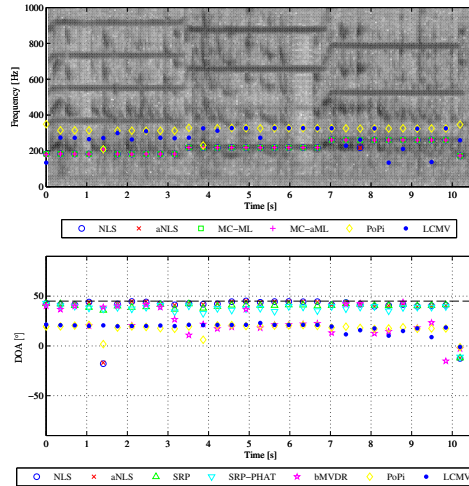 1000
800
600
400
200
0
Frequency [Hz]
0 1 2 3 4 5 6 7 8 9 10
Time [s]
NLS aNLS MC-ML MC-aML PoPi LCMV
50
0
−50
DOA [°]
0 1 2 3 4 5 6 7 8 9 10
Time [s]
NLS aNLS SRP SRP-PHAT bMVDR PoPi LCMV